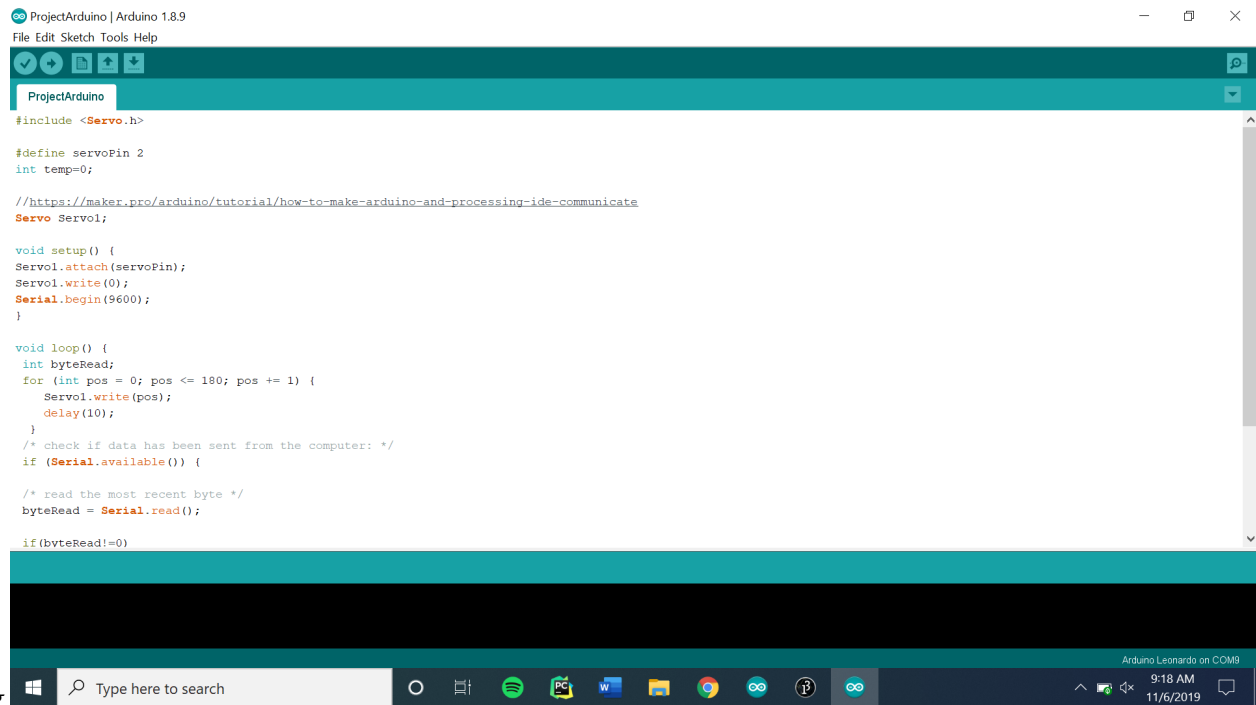 ProjectArduino | Arduino 1.8.9
File Edit Sketch Tools Help
ProjectArduino
#include <Servo.h>
#define servoPin 2
int temp=0;
//https://maker.pro/arduino/tutorial/how-to-make-arduino-and-processing-ide-communicate
Servo Servo1;
void setup() {
Servo1.attach(servoPin);
Servo1.write(0);
Serial.begin(9600);
}
void loop() {
int byteRead;
for (int pos = 0; pos <= 180; pos += 1) {
Servo1.write(pos);
delay(10);
}
/* check if data has been sent from the computer: */
if (Serial.available()) {
/* read the most recent byte */
byteRead = Serial.read();
if(byteRead!=0)
Arduino Leonardo on COM9
Type here to search
PC
W
9:18 AM
11/6/2019